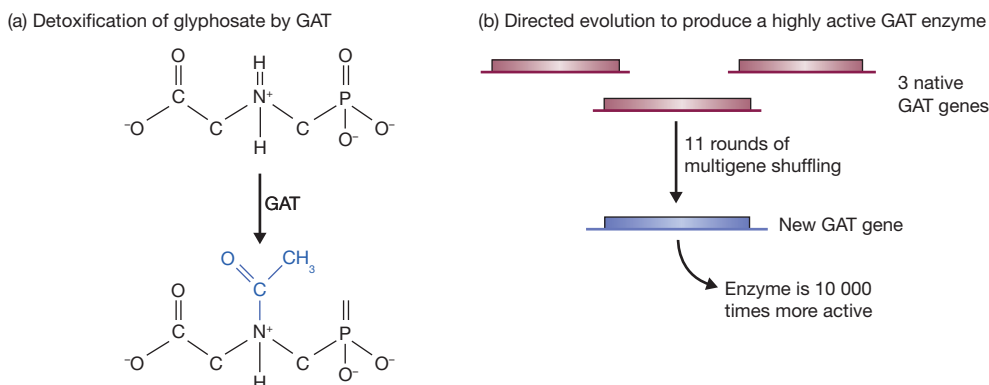 (a) Detoxification of glyphosate by GAT
O
H
O
C
N+
P
-O
C
C
O-
O-
H
GAT
O
CH3
C
O
C
N+
P
-O
C
C
O-
O-
H
(b) Directed evolution to produce a highly active GAT enzyme
3 native
GAT genes
11 rounds of
multigene shuffling
New GAT gene
Enzyme is 10 000
times more active